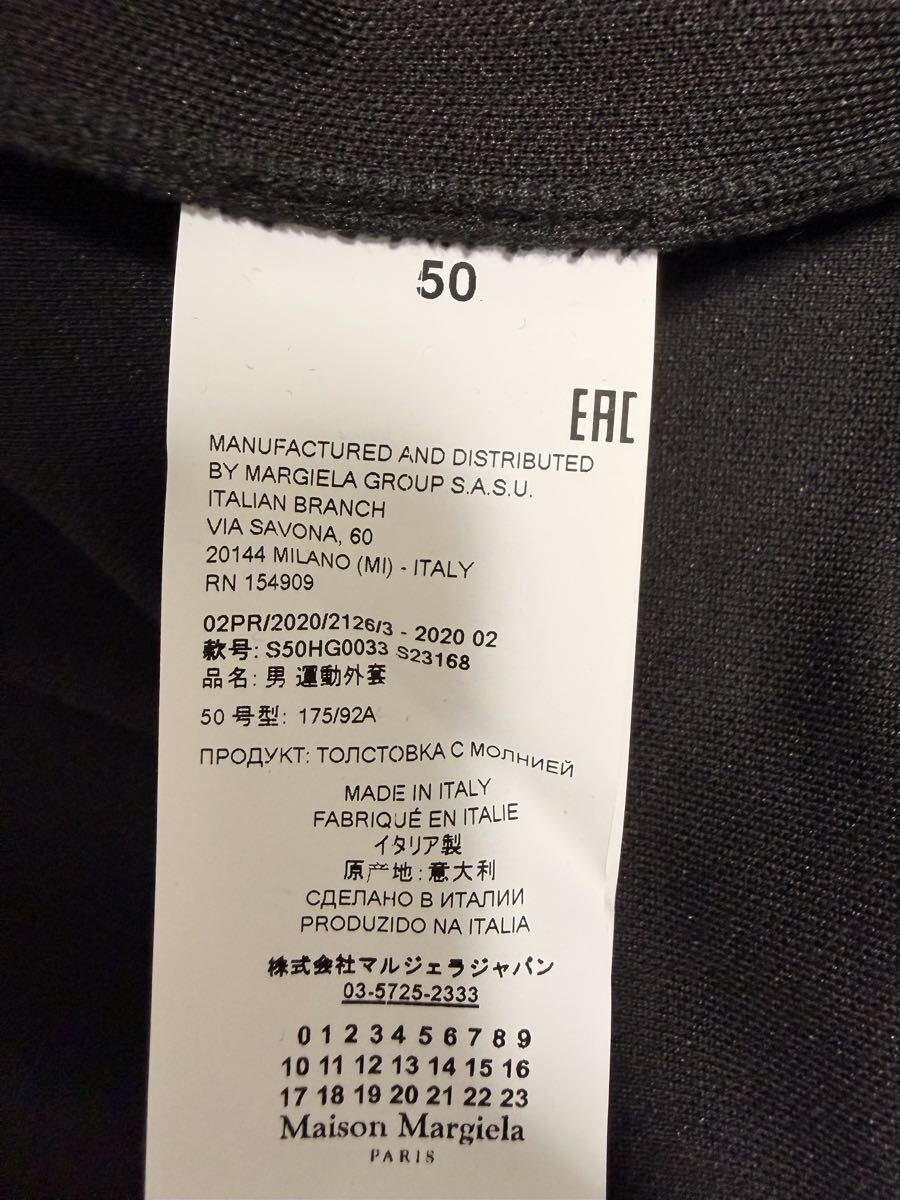 50
EAC
MANUFACTURED AND DISTRIBUTED
BY MARGIELA GROUP S.A.S.U.
ITALIAN BRANCH
VIA SAVONA, 60
20144 MILANO (MI) - ITALY
RN 154909
02PR/2020/2126/3 - 2020 02
款号: S50HG0033 S23168
品名: 男 運動外套
50 号型: 175/92A
ПРОДУКТ: ТОЛСТОВКА С МОЛНИЕЙ
MADE IN ITALY
FABRIQUÉ EN ITALIE
イタリア製
原产地: 意大利
СДЕЛАНО В ИТАЛИИ
PRODUZIDO NA ITALIA
株式会社マルジェラジャパン
03-5725-2333
0 1 2 3 4 5 6 7 8 9
10 11 12 13 14 15 16
17 18 19 20 21 22 23
Maison Margiela
PARIS